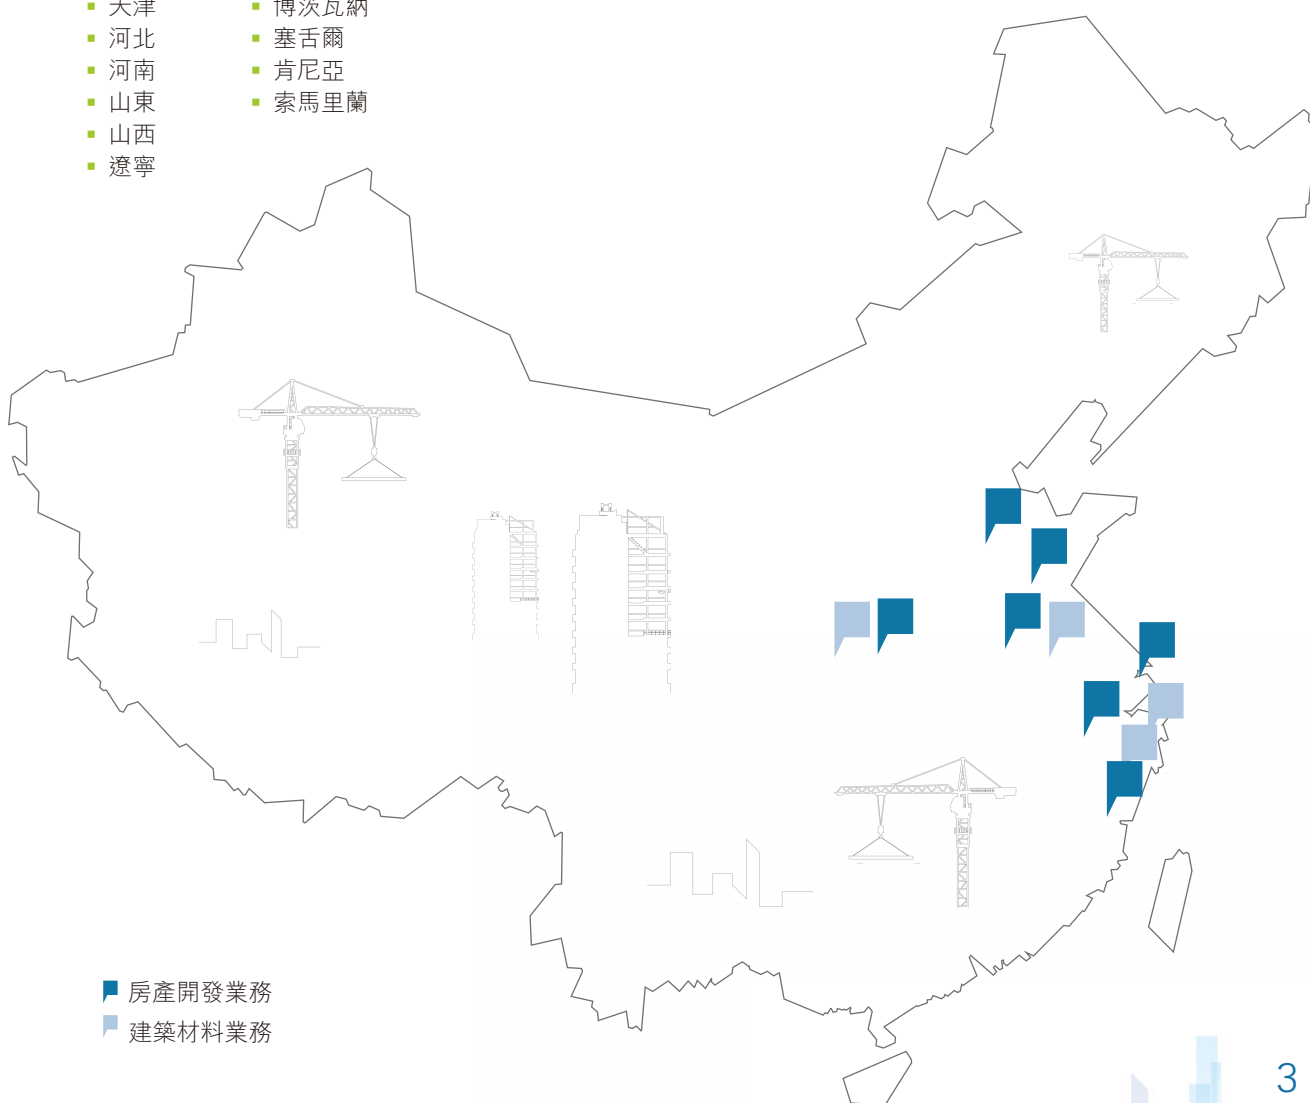 天津
河北
河南
山東
山西
遼寧
博茨瓦納
塞舌爾
肯尼亞
索馬里蘭
房產開發業務
建築材料業務
3